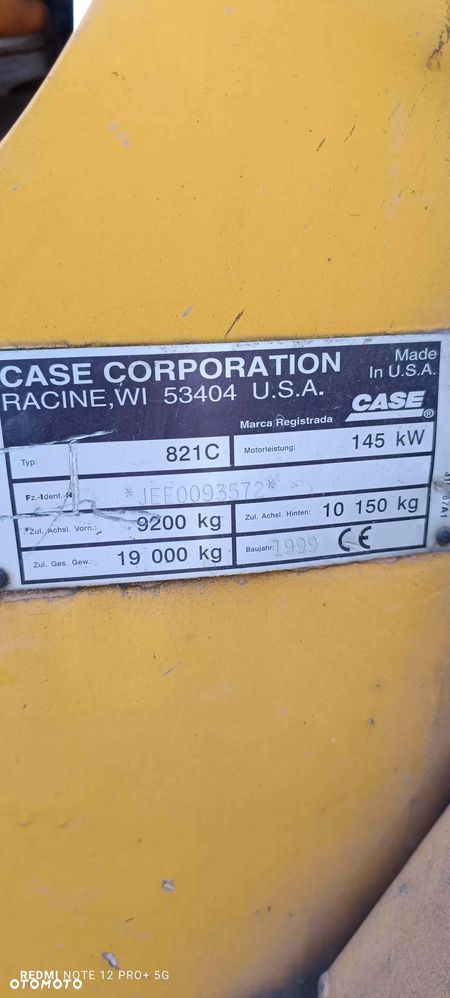 CASE CORPORATION
RACINE, WI 53404 U.S.A.
Made
In U.S.A.
CASE®
Marca Registrada
Typ: 821C
Motorleistung: 145 kW
Fz.-Ident.-N
*JEE0093572*
Zul. Achsl. Vorn.: 9200 kg
Zul. Achsl. Hinten: 10 150 kg
Zul. Ges. Gew.: 19 000 kg
Baujahr: 1999 CE
REDMI NOTE 12 PRO+ 5G
OTOMOTO